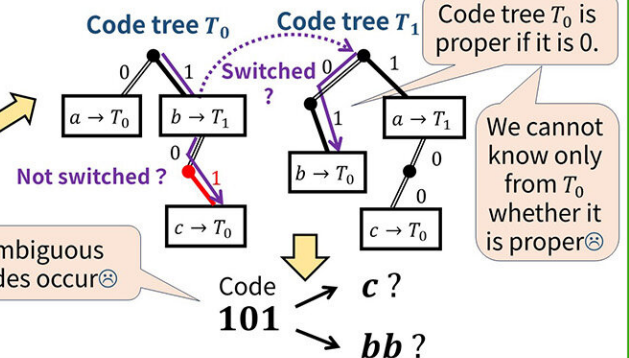 Code tree T₀
Code tree T₁
Code tree T₀ is
proper if it is 0.
0
1
Switched
?
0
1
1
a → T₀
b → T₁
a → T₁
0
1
Not switched ?
b → T₀
0
0
c → T₀
c → T₀
We cannot
know only
from T₀
whether it
is proper☹
mbiguous
des occur☹
Code
101
c ?
bb ?